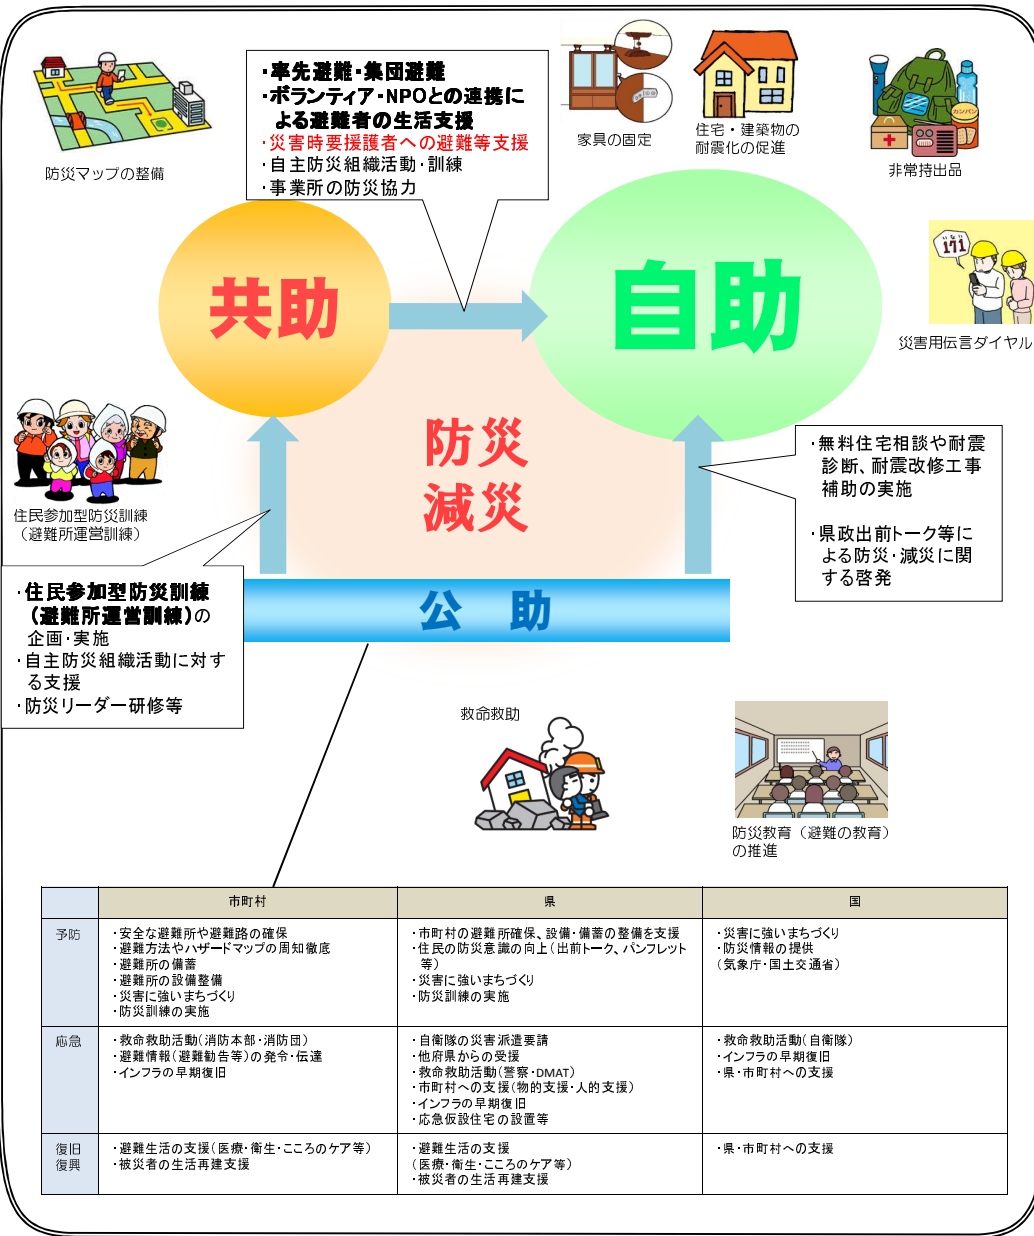 防災マップの整備
・率先避難・集団避難
・ボランティア・NPOとの連携に
よる避難者の生活支援
・災害時要援護者への避難等支援
・自主防災組織活動・訓練
・事業所の防災協力
家具の固定
住宅・建築物の
耐震化の促進
カンパン
非常持出品
いない
171
災害用伝言ダイヤル
共助
自助
防災
減災
住民参加型防災訓練
（避難所運営訓練）
・無料住宅相談や耐震
診断、耐震改修工事
補助の実施
・県政出前トーク等に
よる防災・減災に関
する啓発
・住民参加型防災訓練
（避難所運営訓練）の
企画・実施
・自主防災組織活動に対す
る支援
・防災リーダー研修等
公　助
救命救助
防災教育（避難の教育）
の推進
市町村 県 国
予防
・安全な避難所や避難路の確保
・避難方法やハザードマップの周知徹底
・避難所の備蓄
・避難所の設備整備
・災害に強いまちづくり
・防災訓練の実施
・市町村の避難所確保、設備・備蓄の整備を支援
・住民の防災意識の向上（出前トーク、パンフレット
等）
・災害に強いまちづくり
・防災訓練の実施
・災害に強いまちづくり
・防災情報の提供
（気象庁・国土交通省）
応急
・救命救助活動（消防本部・消防団）
・避難情報（避難勧告等）の発令・伝達
・インフラの早期復旧
・自衛隊の災害派遣要請
・他府県からの受援
・救命救助活動（警察・DMAT）
・市町村への支援（物的支援・人的支援）
・インフラの早期復旧
・応急仮設住宅の設置等
・救命救助活動（自衛隊）
・インフラの早期復旧
・県・市町村への支援
復旧
復興
・避難生活の支援（医療・衛生・こころのケア等）
・被災者の生活再建支援
・避難生活の支援
（医療・衛生・こころのケア等）
・被災者の生活再建支援
・県・市町村への支援